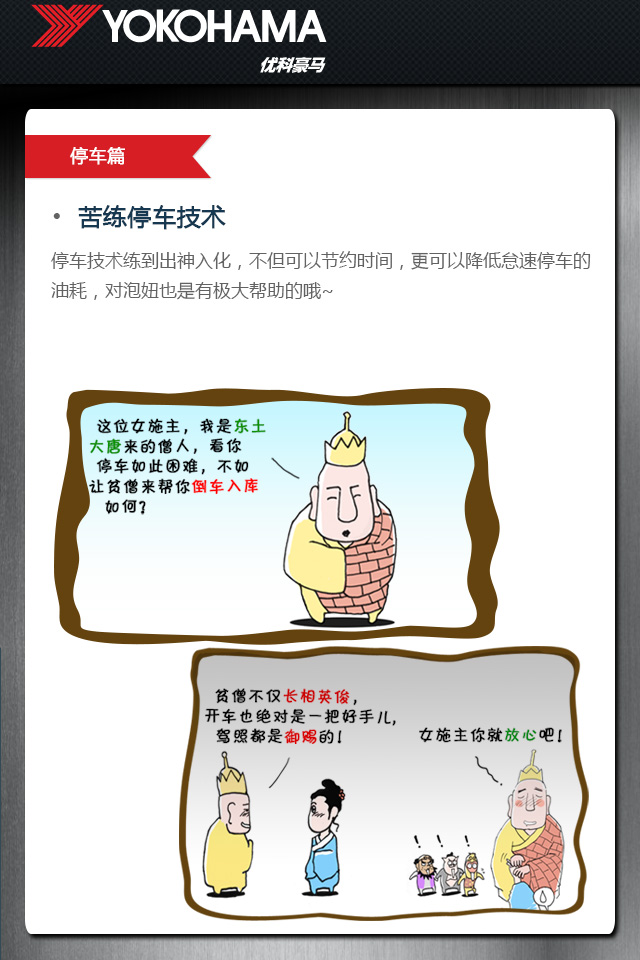 YOKOHAMA
优科豪马
停车篇
• 苦练停车技术
停车技术练到出神入化，不但可以节约时间，更可以降低怠速停车的
油耗，对泡妞也是有极大帮助的哦~
这位女施主，我是东土
大唐来的僧人，看你
停车如此困难，不如
让贫僧来帮你倒车入库
如何？
贫僧不仅长相英俊，
开车也绝对是一把好手儿，
驾照都是御赐的！
女施主你就放心吧！
! ! !